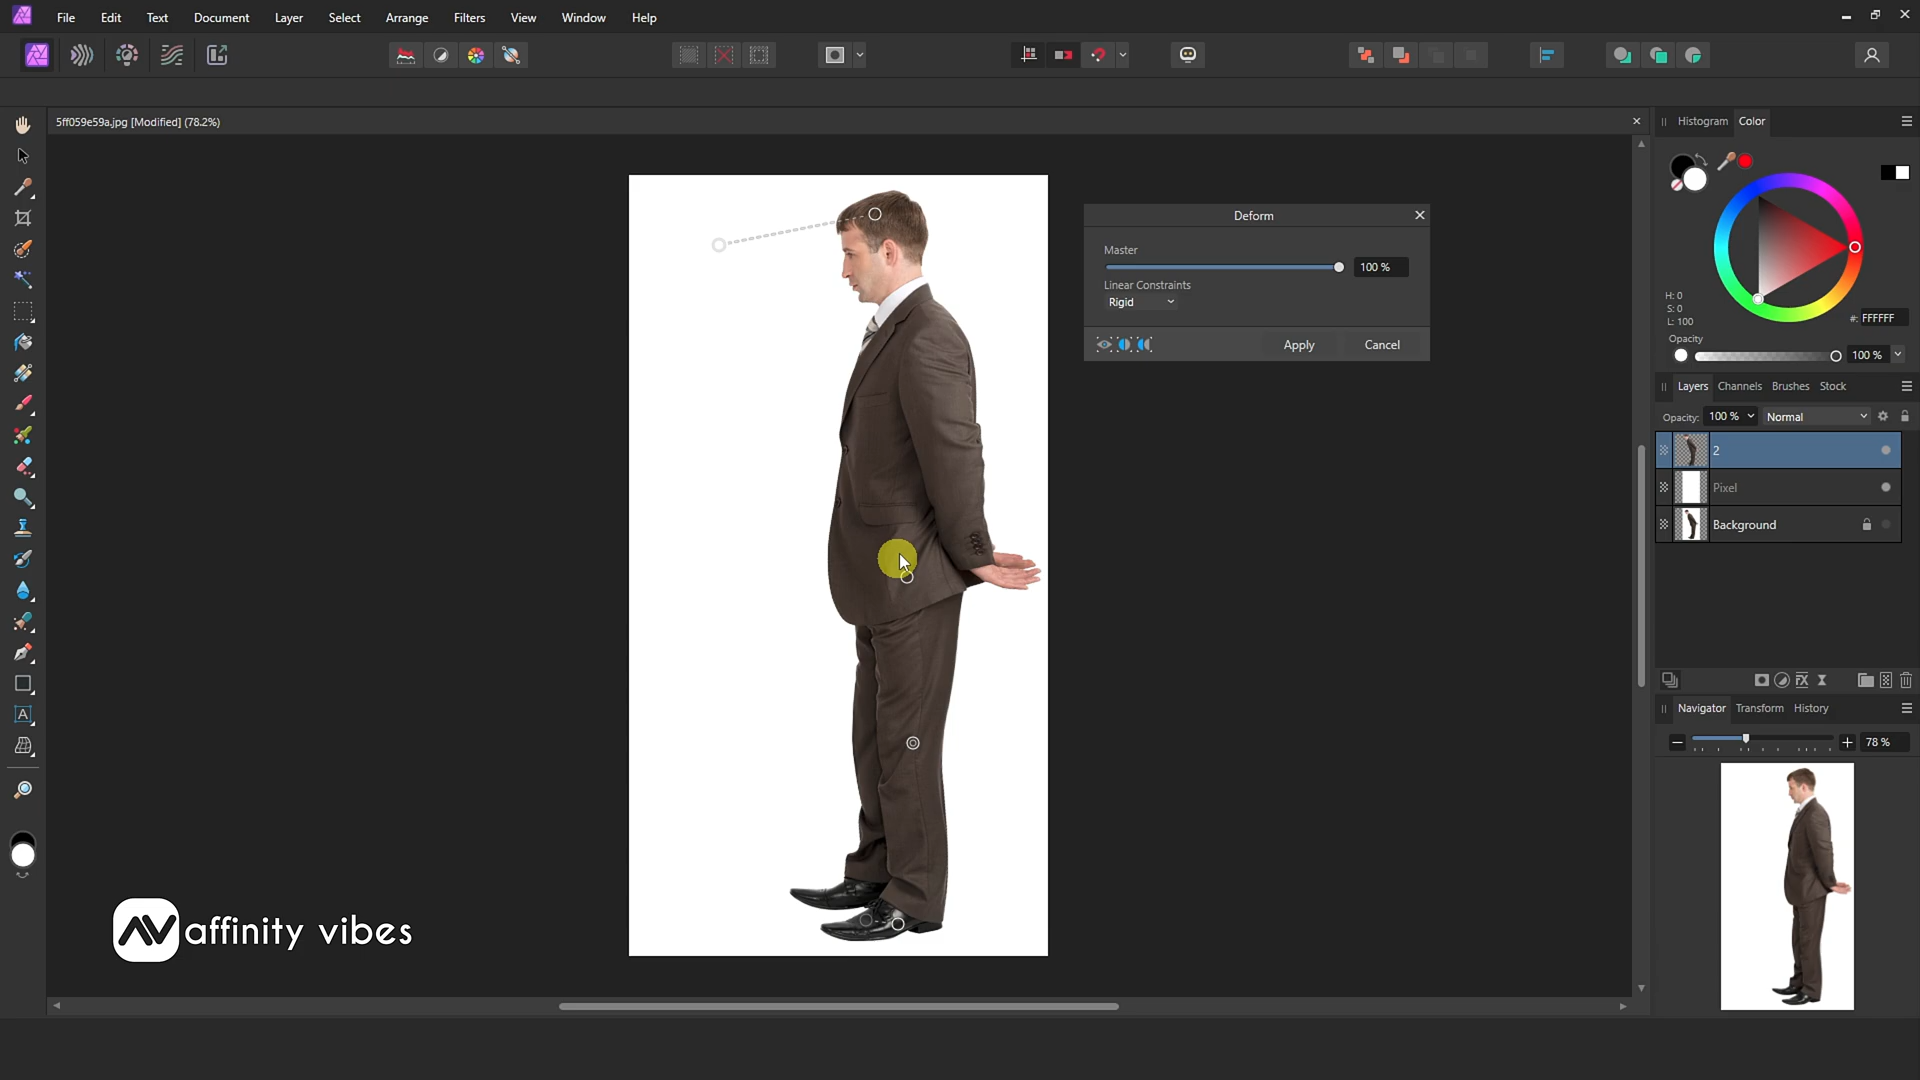 File Edit Text Document Layer Select Arrange Filters View Window Help
5ff059e59a.jpg [Modified] (78.2%)
Histogram Color
Deform
Master
100 %
Linear Constraints
Rigid
Apply Cancel
H: 0
S: 0
L: 100
#: FFFFFF
Opacity
100 %
Layers Channels Brushes Stock
Opacity: 100 % Normal
2
Pixel
Background
FX
Navigator Transform History
78 %
A
AV affinity vibes